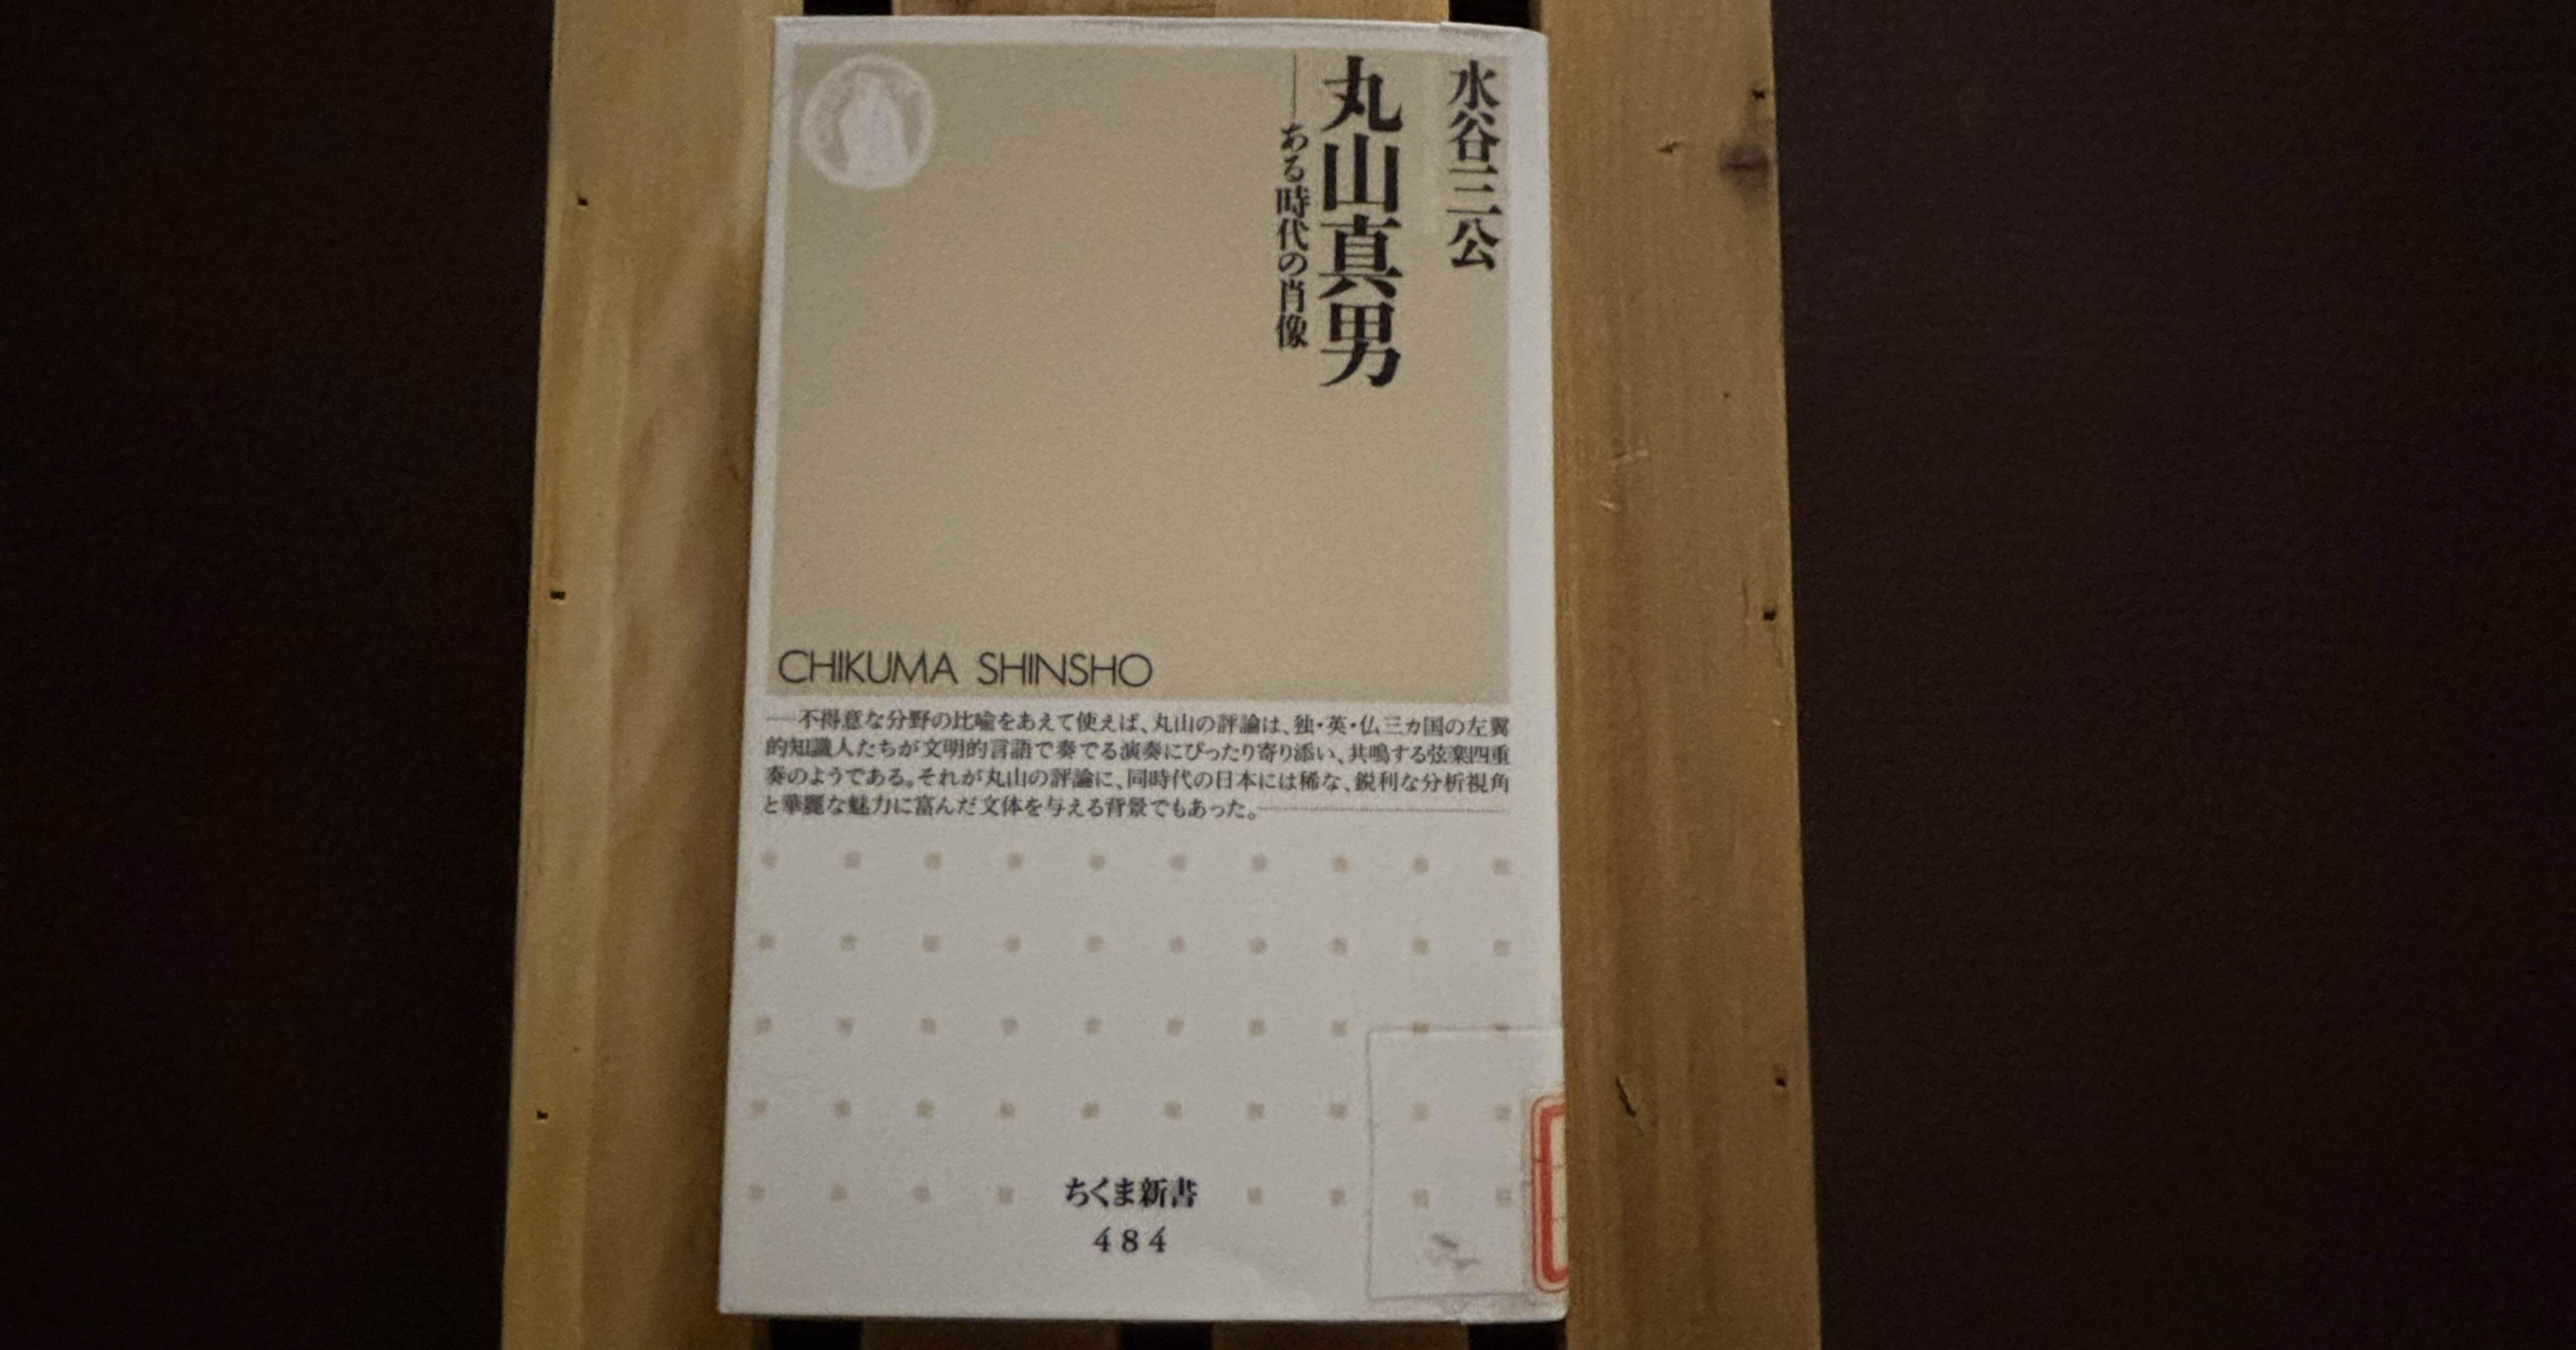 水谷三公
丸山真男
──ある時代の肖像
CHIKUMA SHINSHO
──不得意な分野の比喩をあえて使えば、丸山の評論は、独・英・仏三カ国の左翼
的知識人たちが文明的言語で奏でる演奏にぴったり寄り添い、共鳴する弦楽四重
奏のようである。それが丸山の評論に、同時代の日本には稀な、鋭利な分析視角
と華麗な魅力に富んだ文体を与える背景でもあった。
ちくま新書
484